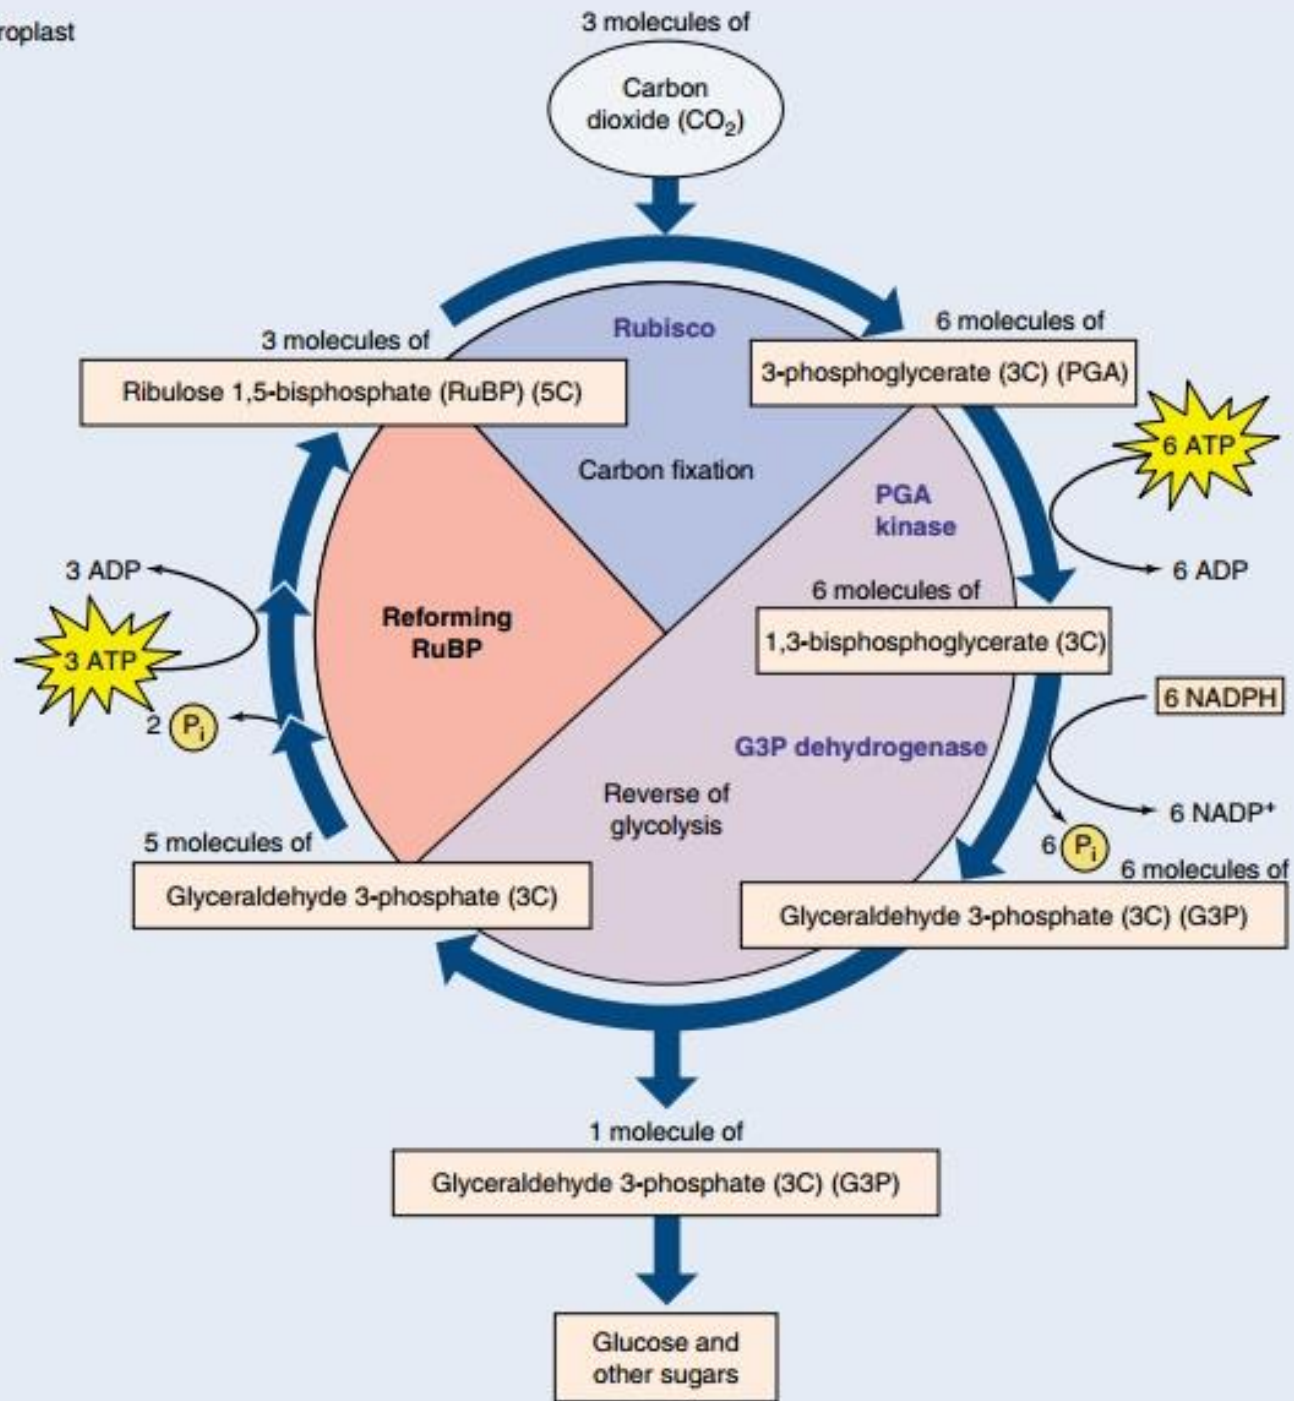 3 molecules of
Carbon
dioxide (CO₂)
Rubisco
3 molecules of
Ribulose 1,5-bisphosphate (RuBP) (5C)
6 molecules of
3-phosphoglycerate (3C) (PGA)
6 ATP
Carbon fixation
PGA
kinase
6 ADP
3 ADP
3 ATP
2 Pᵢ
Reforming
RuBP
6 molecules of
1,3-bisphosphoglycerate (3C)
6 NADPH
G3P dehydrogenase
Reverse of
glycolysis
6 NADP⁺
6 Pᵢ
5 molecules of
Glyceraldehyde 3-phosphate (3C)
6 molecules of
Glyceraldehyde 3-phosphate (3C) (G3P)
1 molecule of
Glyceraldehyde 3-phosphate (3C) (G3P)
Glucose and
other sugars